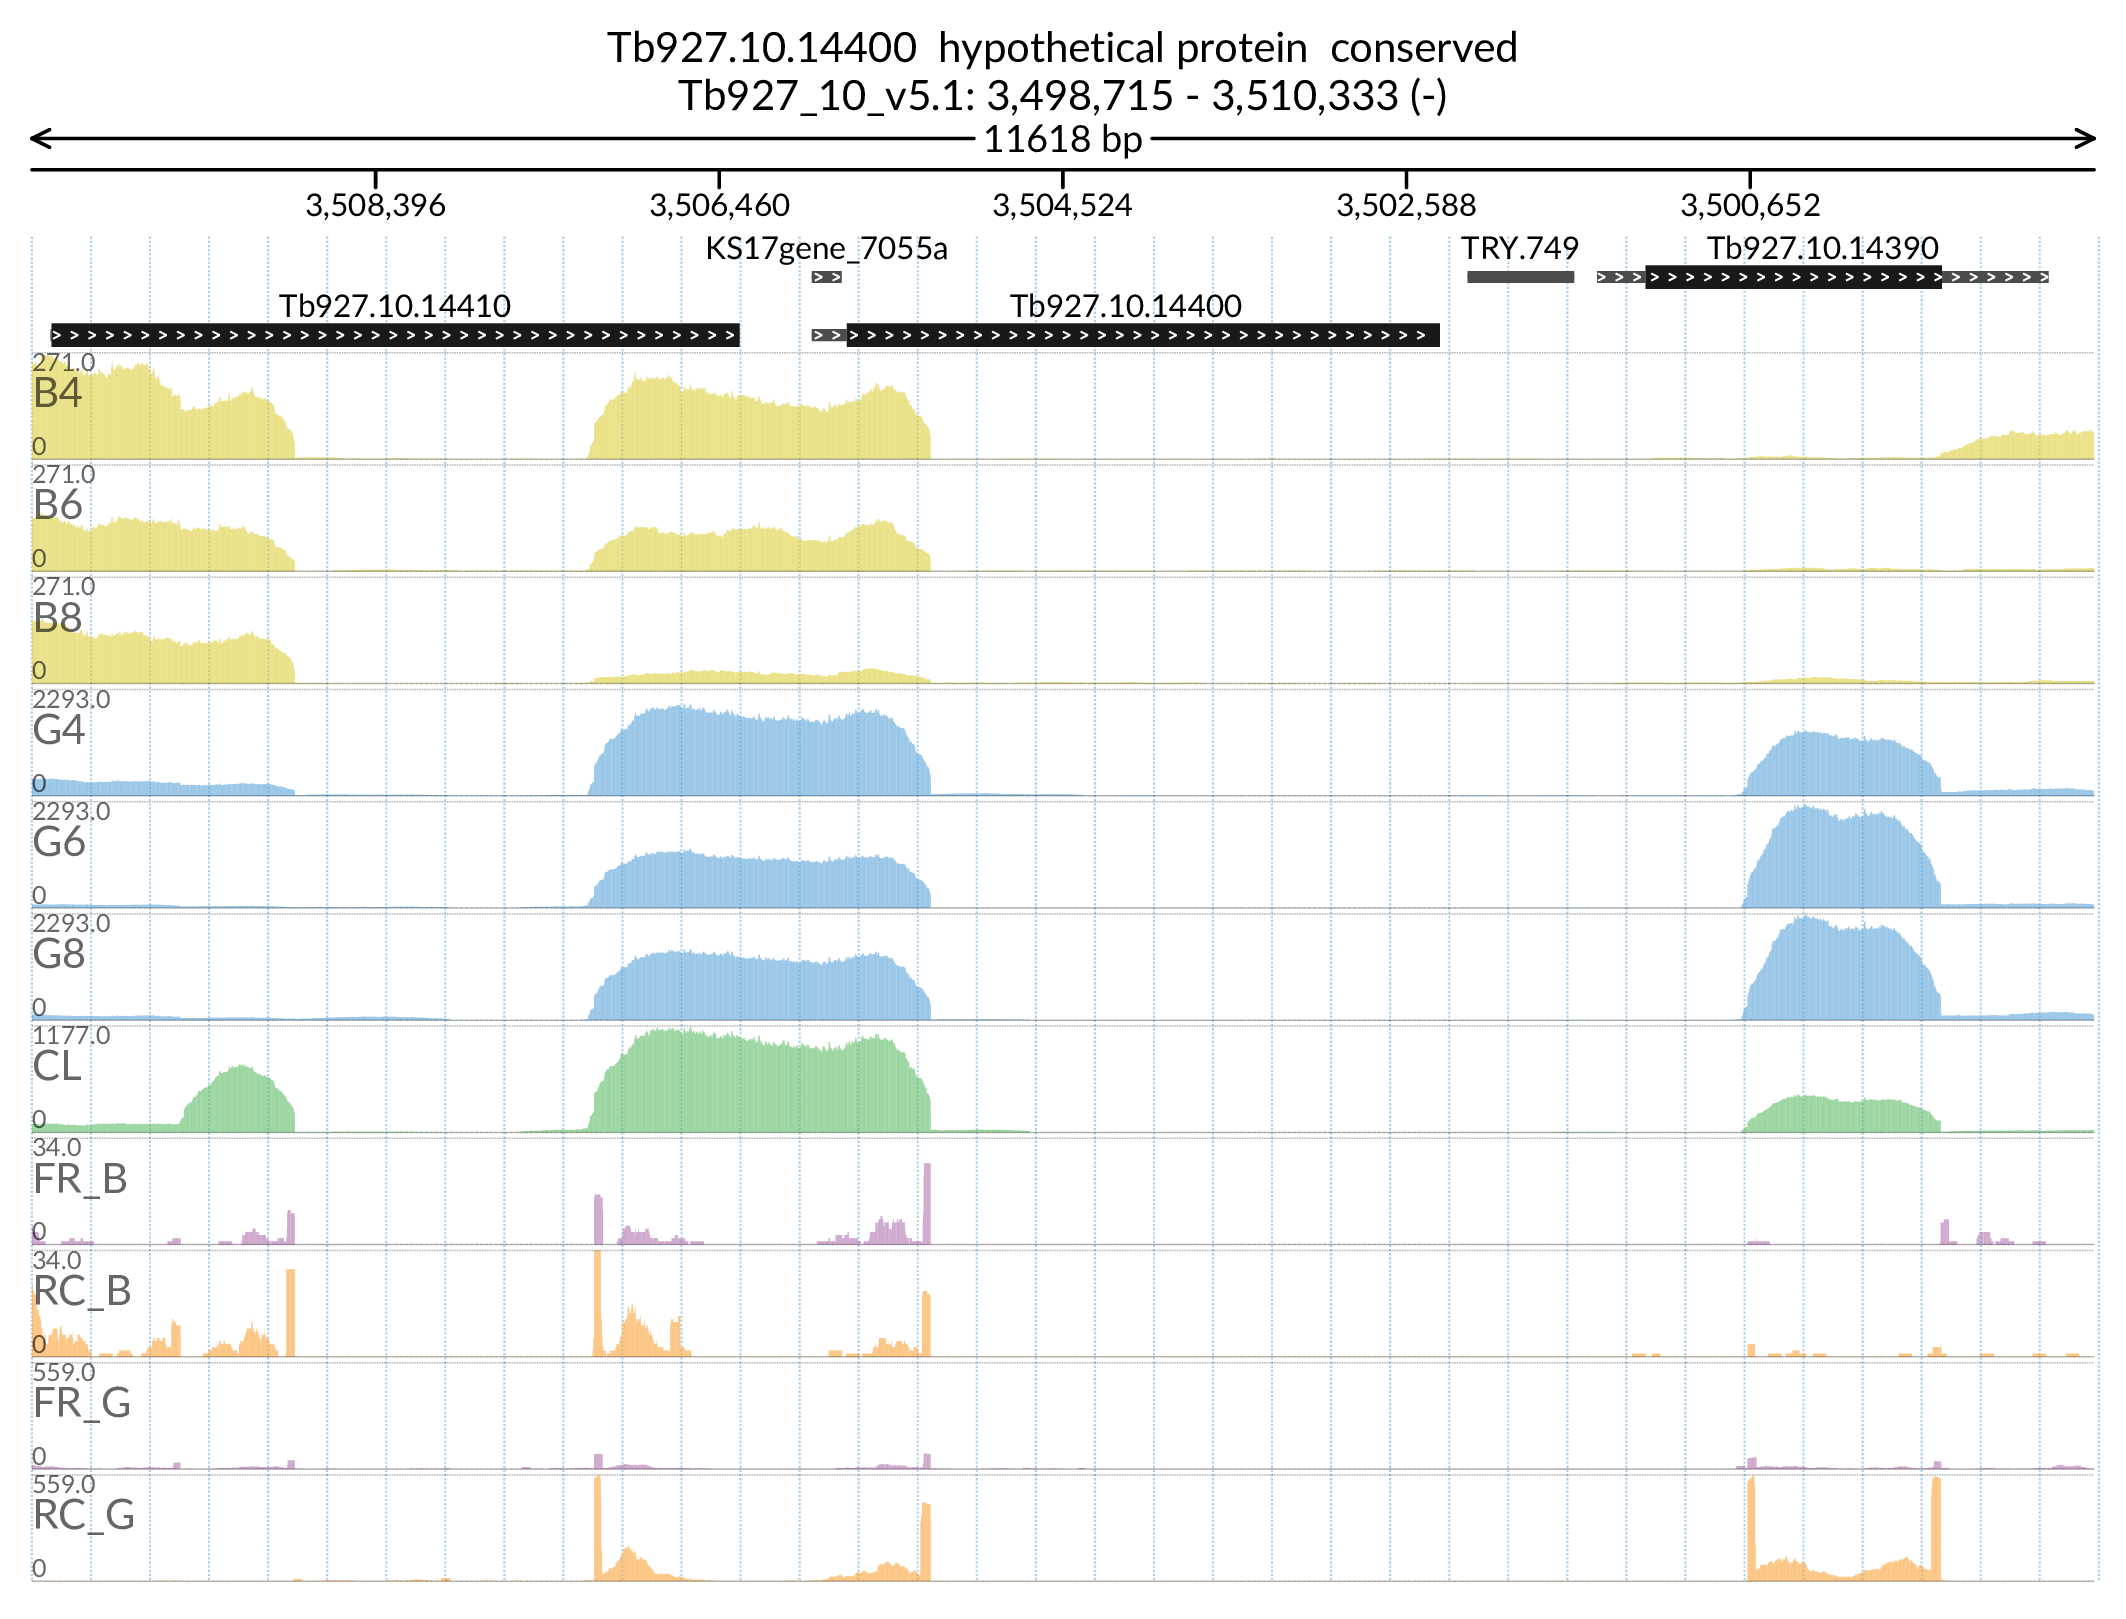 Tb927.10.14400 hypothetical protein conserved
Tb927_10_v5.1: 3,498,715 - 3,510,333 (-)
11618 bp
3,508,396 3,506,460 3,504,524 3,502,588 3,500,652
KS17gene_7055a TRY.749 Tb927.10.14390
Tb927.10.14410 Tb927.10.14400
271.0
B4
0
271.0
B6
0
271.0
B8
0
2293.0
G4
0
2293.0
G6
0
2293.0
G8
0
1177.0
CL
0
34.0
FR_B
0
34.0
RC_B
0
559.0
FR_G
0
559.0
RC_G
0